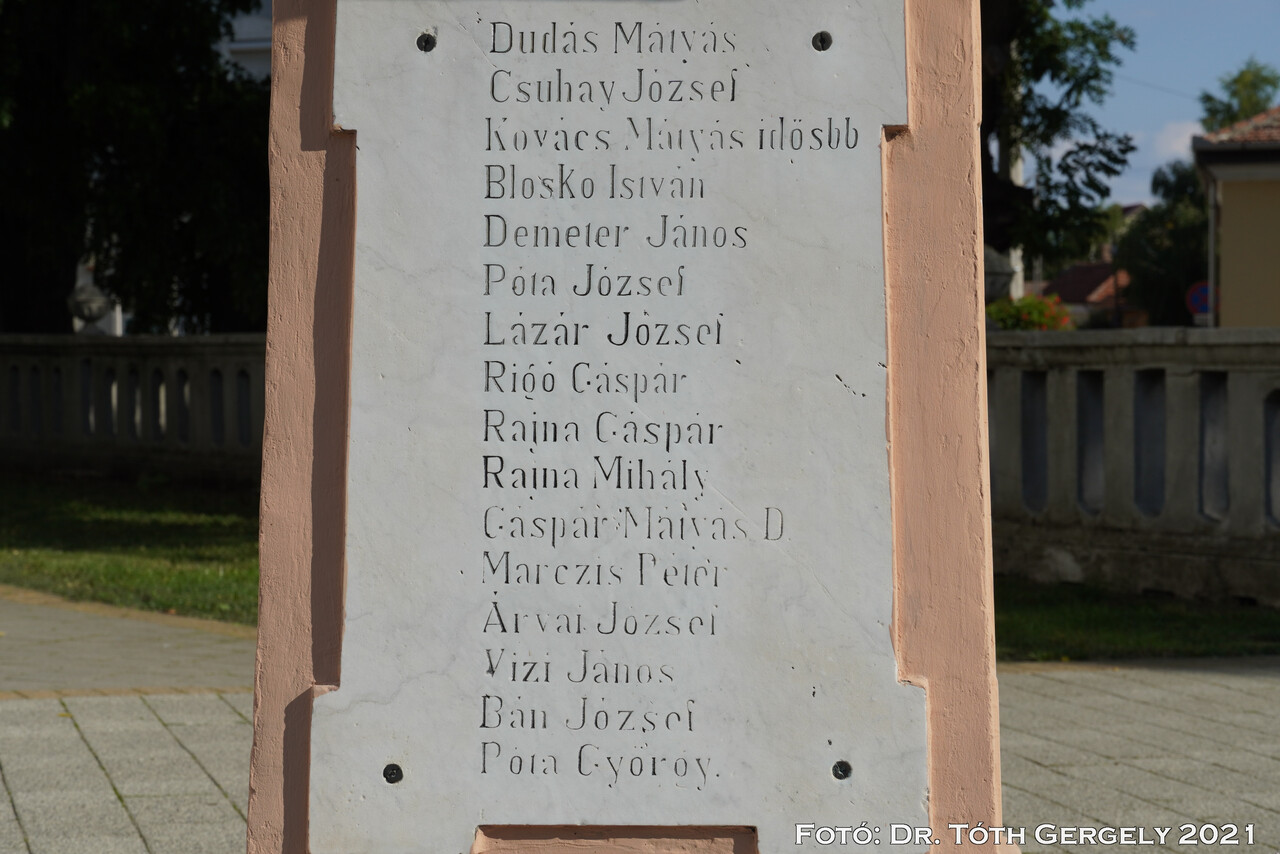 Dudás Mátyás
Csuhay József
Kovács Mátyás idősbb
Blosko István
Demeter János
Póta József
Lázár József
Rigó Gáspár
Rajna Gáspár
Rajna Mihály
Gáspár Mátyás D.
Marczis Péter
Árvai József
Vizi János
Bán József
Póta György.
Fotó: Dr. Tóth Gergely 2021